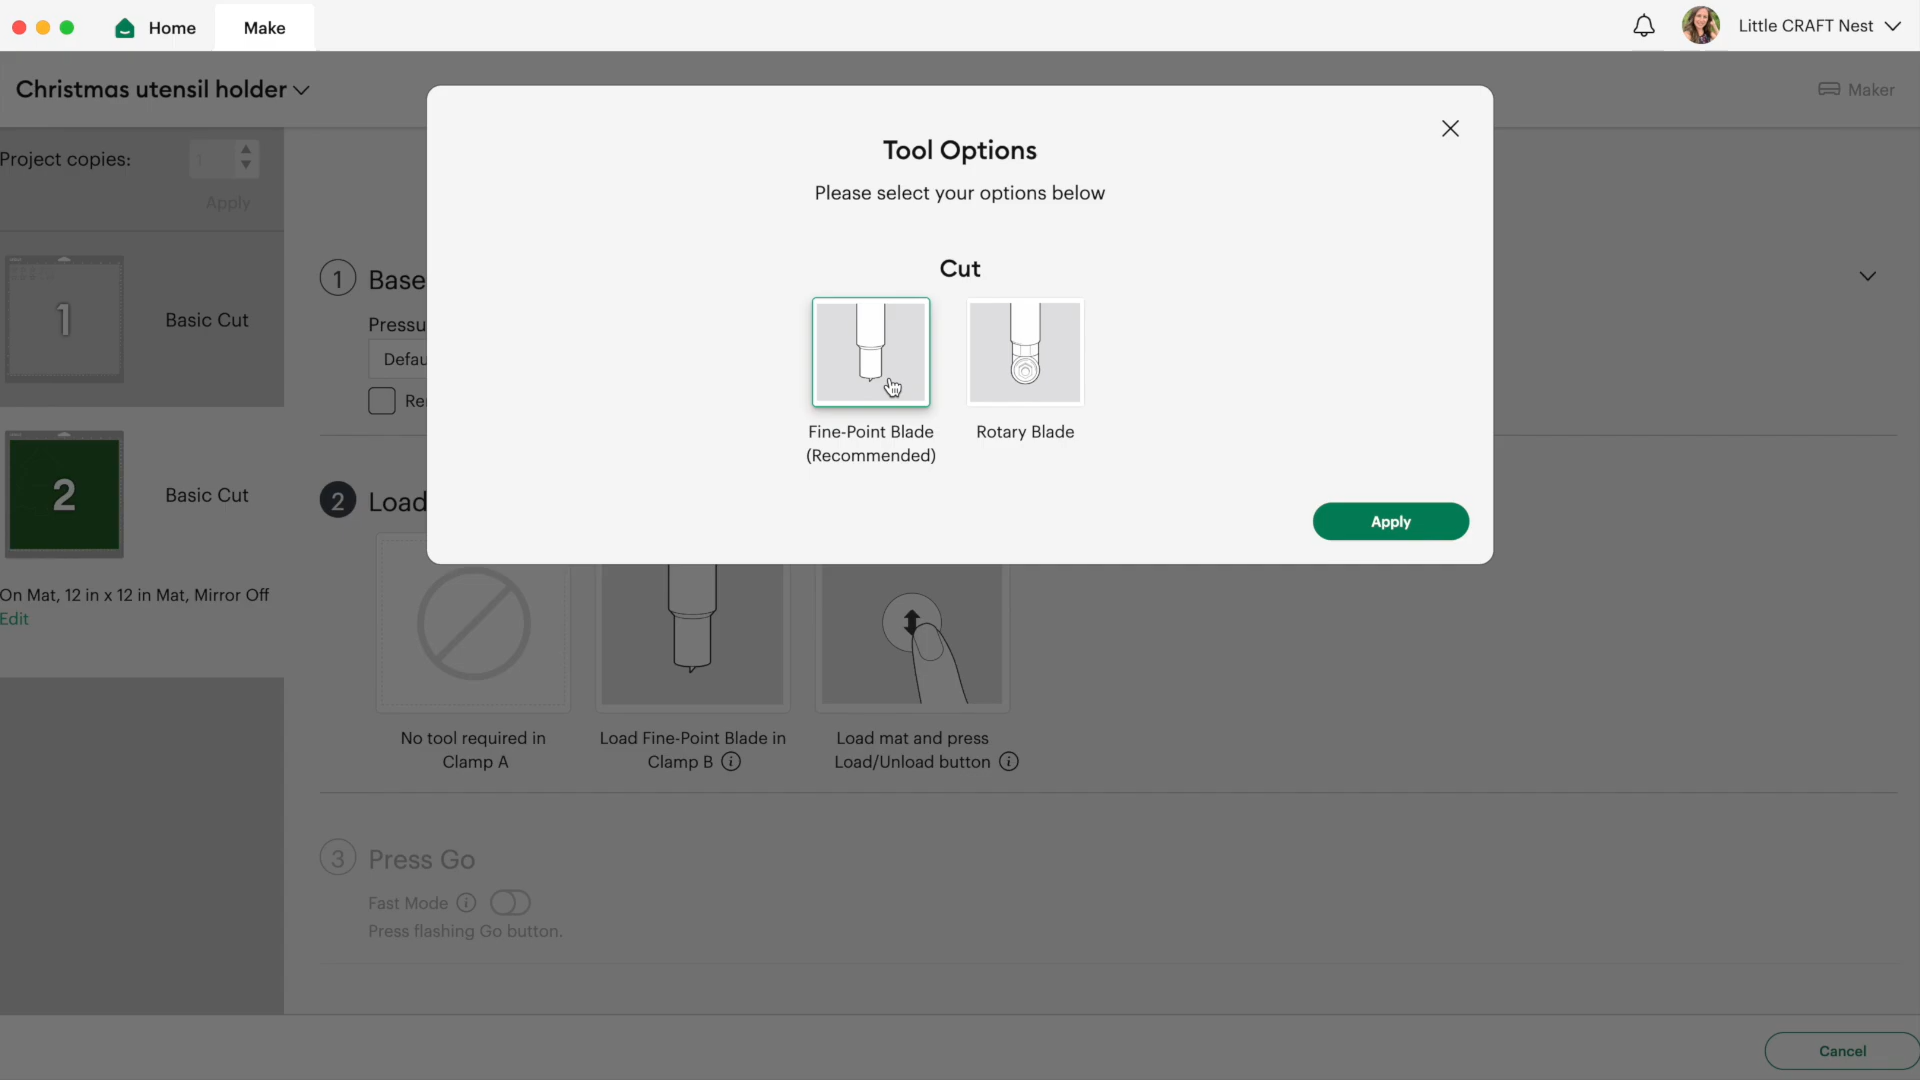 Home
Make
Little CRAFT Nest
Christmas utensil holder
Maker
Project copies:
1
Apply
1
Basic Cut
2
Basic Cut
On Mat, 12 in x 12 in Mat, Mirror Off
Edit
1 Base
Pressu
Defau
Re
2 Load
No tool required in
Clamp A
Load Fine-Point Blade in
Clamp B
Load mat and press
Load/Unload button
3 Press Go
Fast Mode
Press flashing Go button.
Tool Options
Please select your options below
Cut
Fine-Point Blade
(Recommended)
Rotary Blade
Apply
Cancel